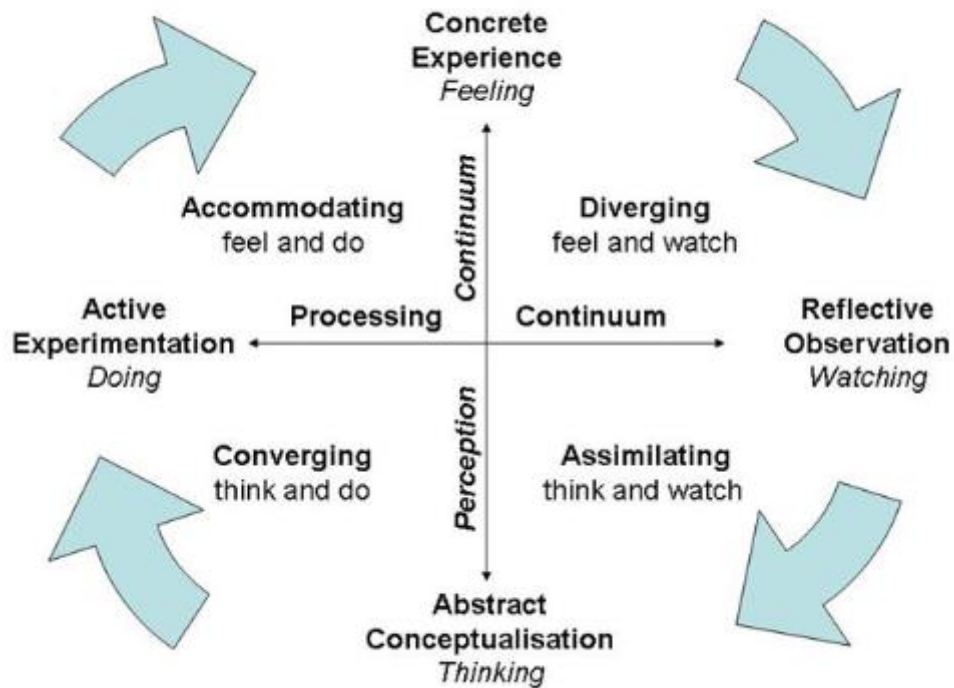 Concrete
Experience
Feeling
Accommodating
feel and do
Continuum
Diverging
feel and watch
Active
Experimentation
Doing
Processing
Continuum
Reflective
Observation
Watching
Converging
think and do
Perception
Assimilating
think and watch
Abstract
Conceptualisation
Thinking